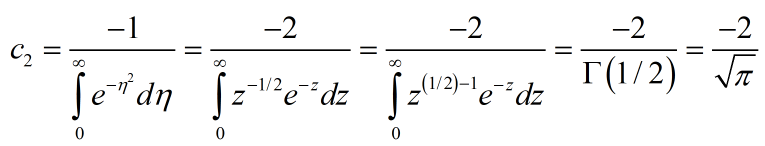 c₂ = -1 / ∫₀^∞ e^(-η²) dη = -2 / ∫₀^∞ z^(-1/2) e^(-z) dz = -2 / ∫₀^∞ z^((1/2)-1) e^(-z) dz = -2 / Γ(1/2) = -2 / √π